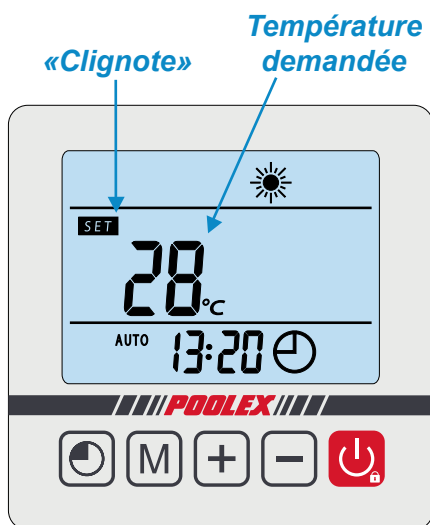 Température
demandée
«Clignote»
SET
28°C
AUTO 13:20
POOLEX
M + -